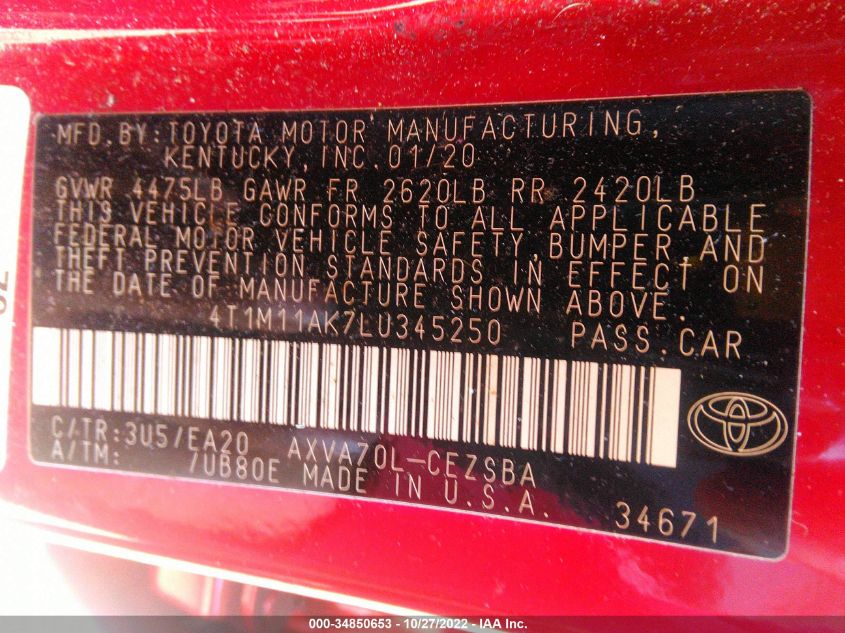 MFD. BY: TOYOTA MOTOR MANUFACTURING,
KENTUCKY, INC. 01/20
GVWR 4475LB GAWR FR 2620LB RR 2420LB
THIS VEHICLE CONFORMS TO ALL APPLICABLE
FEDERAL MOTOR VEHICLE SAFETY, BUMPER, AND
THEFT PREVENTION STANDARDS IN EFFECT ON
THE DATE OF MANUFACTURE SHOWN ABOVE.
4T1M11AK7LU345250 PASS. CAR
C/TR: 3U5/EA20 AXVA70L-CEZSBA
A/TM: /UB80E MADE IN U.S.A.
34671
000-34850653 - 10/27/2022 - IAA Inc.